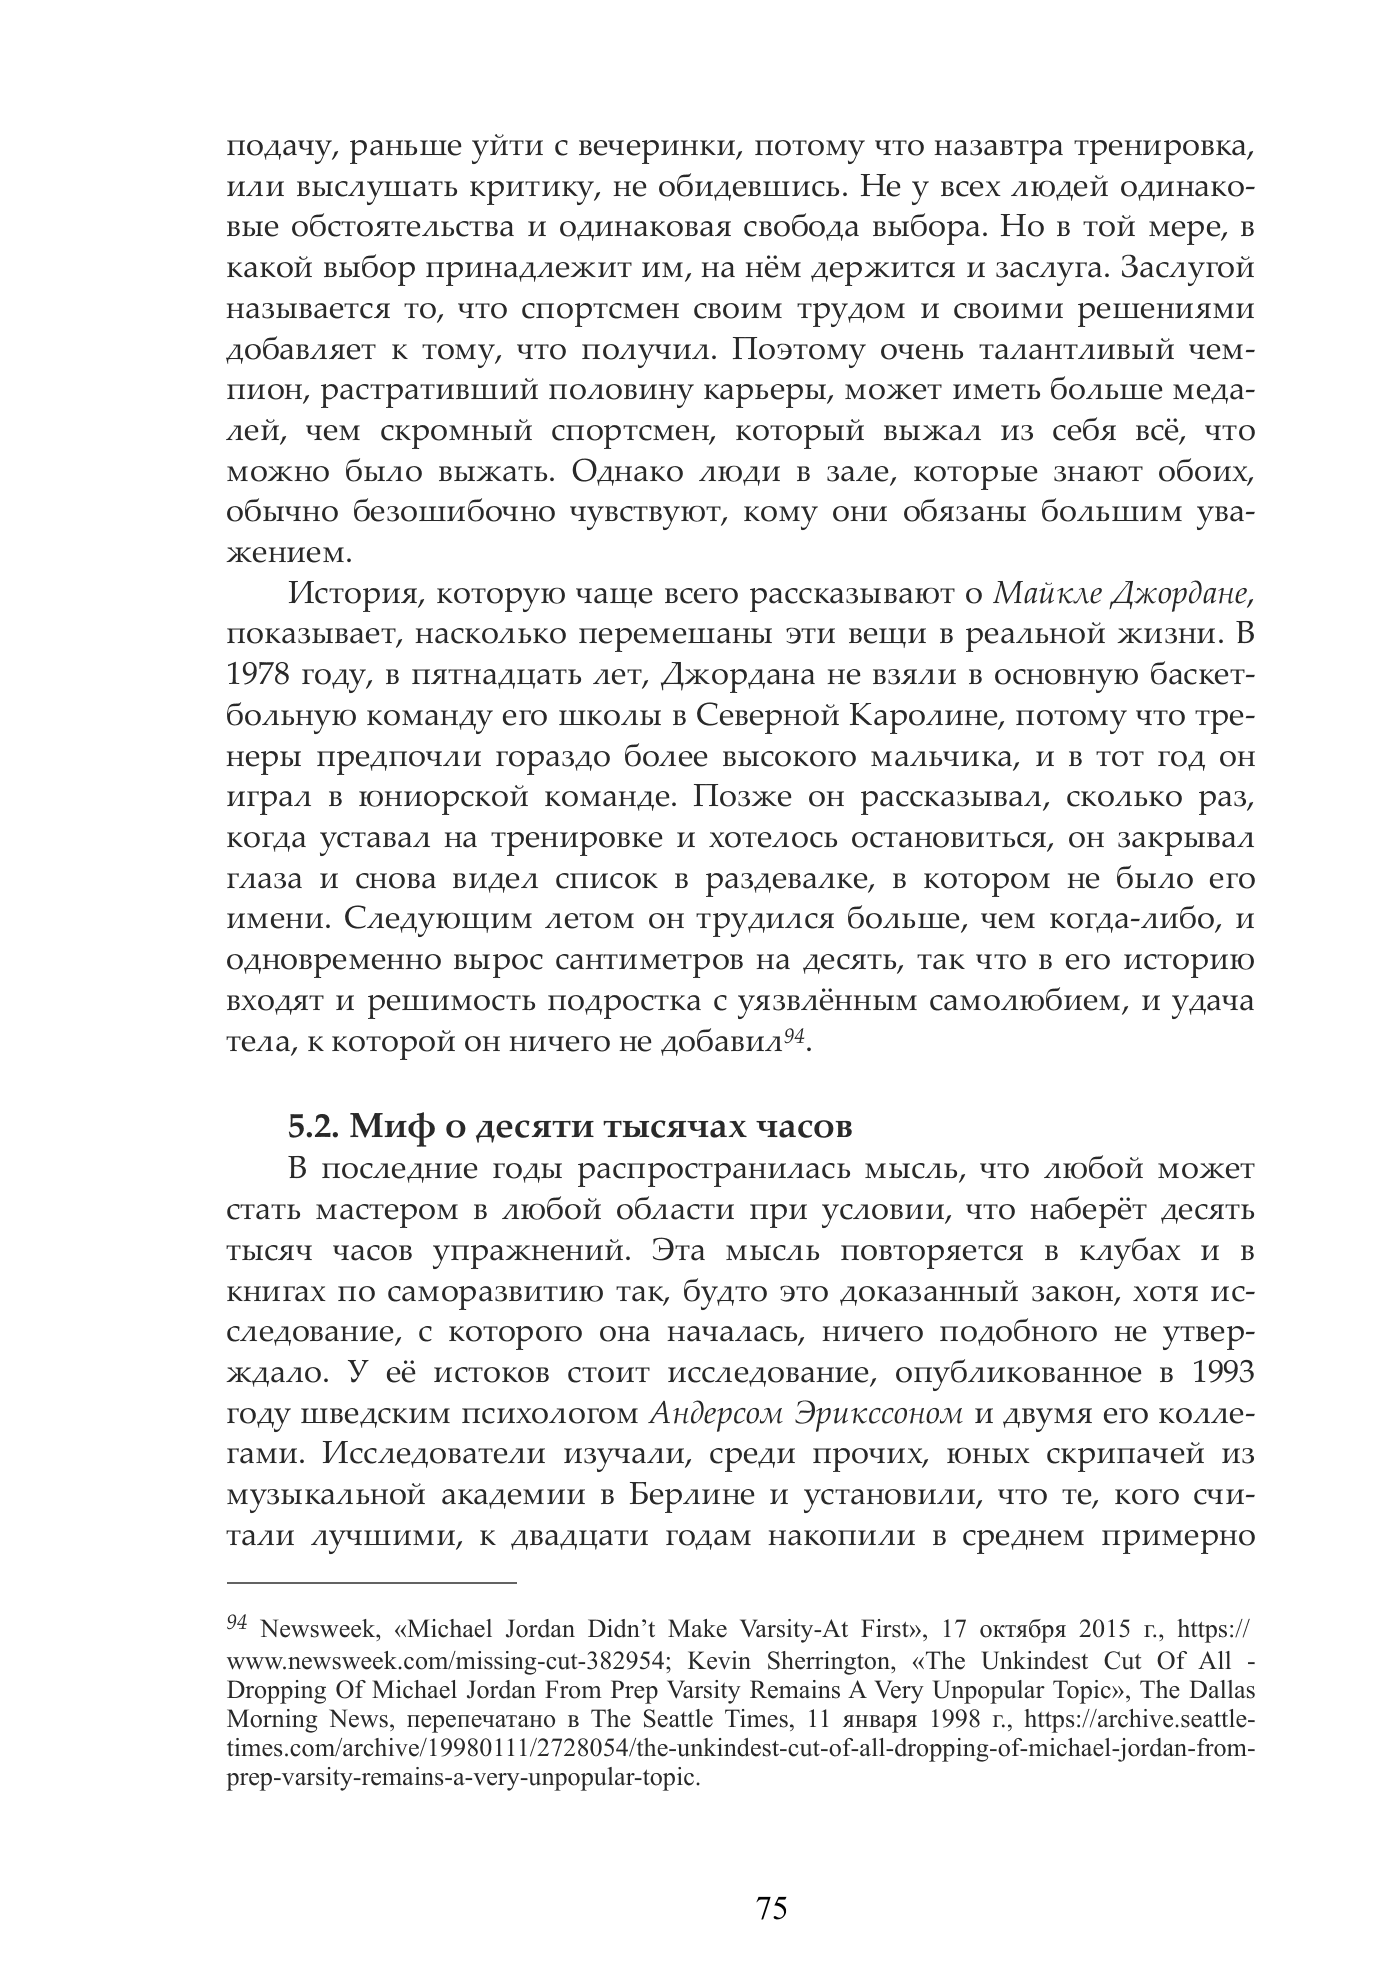 подачу, раньше уйти с вечеринки, потому что назавтра тренировка,
или выслушать критику, не обидевшись. Не у всех людей одинако-
вые обстоятельства и одинаковая свобода выбора. Но в той мере, в
какой выбор принадлежит им, на нём держится и заслуга. Заслугой
называется то, что спортсмен своим трудом и своими решениями
добавляет к тому, что получил. Поэтому очень талантливый чем-
пион, растративший половину карьеры, может иметь больше меда-
лей, чем скромный спортсмен, который выжал из себя всё, что
можно было выжать. Однако люди в зале, которые знают обоих,
обычно безошибочно чувствуют, кому они обязаны большим ува-
жением.
История, которую чаще всего рассказывают о Майкле Джордане,
показывает, насколько перемешаны эти вещи в реальной жизни. В
1978 году, в пятнадцать лет, Джордана не взяли в основную баскет-
больную команду его школы в Северной Каролине, потому что тре-
неры предпочли гораздо более высокого мальчика, и в тот год он
играл в юниорской команде. Позже он рассказывал, сколько раз,
когда уставал на тренировке и хотелось остановиться, он закрывал
глаза и снова видел список в раздевалке, в котором не было его
имени. Следующим летом он трудился больше, чем когда-либо, и
одновременно вырос сантиметров на десять, так что в его историю
входят и решимость подростка с уязвлённым самолюбием, и удача
тела, к которой он ничего не добавил94.
5.2. Миф о десяти тысячах часов
В последние годы распространилась мысль, что любой может
стать мастером в любой области при условии, что наберёт десять
тысяч часов упражнений. Эта мысль повторяется в клубах и в
книгах по саморазвитию так, будто это доказанный закон, хотя ис-
следование, с которого она началась, ничего подобного не утвер-
ждало. У её истоков стоит исследование, опубликованное в 1993
году шведским психологом Андерсом Эрикссоном и двумя его колле-
гами. Исследователи изучали, среди прочих, юных скрипачей из
музыкальной академии в Берлине и установили, что те, кого счи-
тали лучшими, к двадцати годам накопили в среднем примерно
94 Newsweek, «Michael Jordan Didn’t Make Varsity-At First», 17 октября 2015 г., https://
www.newsweek.com/missing-cut-382954; Kevin Sherrington, «The Unkindest Cut Of All -
Dropping Of Michael Jordan From Prep Varsity Remains A Very Unpopular Topic», The Dallas
Morning News, перепечатано в The Seattle Times, 11 января 1998 г., https://archive.seattle-
times.com/archive/19980111/2728054/the-unkindest-cut-of-all-dropping-of-michael-jordan-from-
prep-varsity-remains-a-very-unpopular-topic.
75